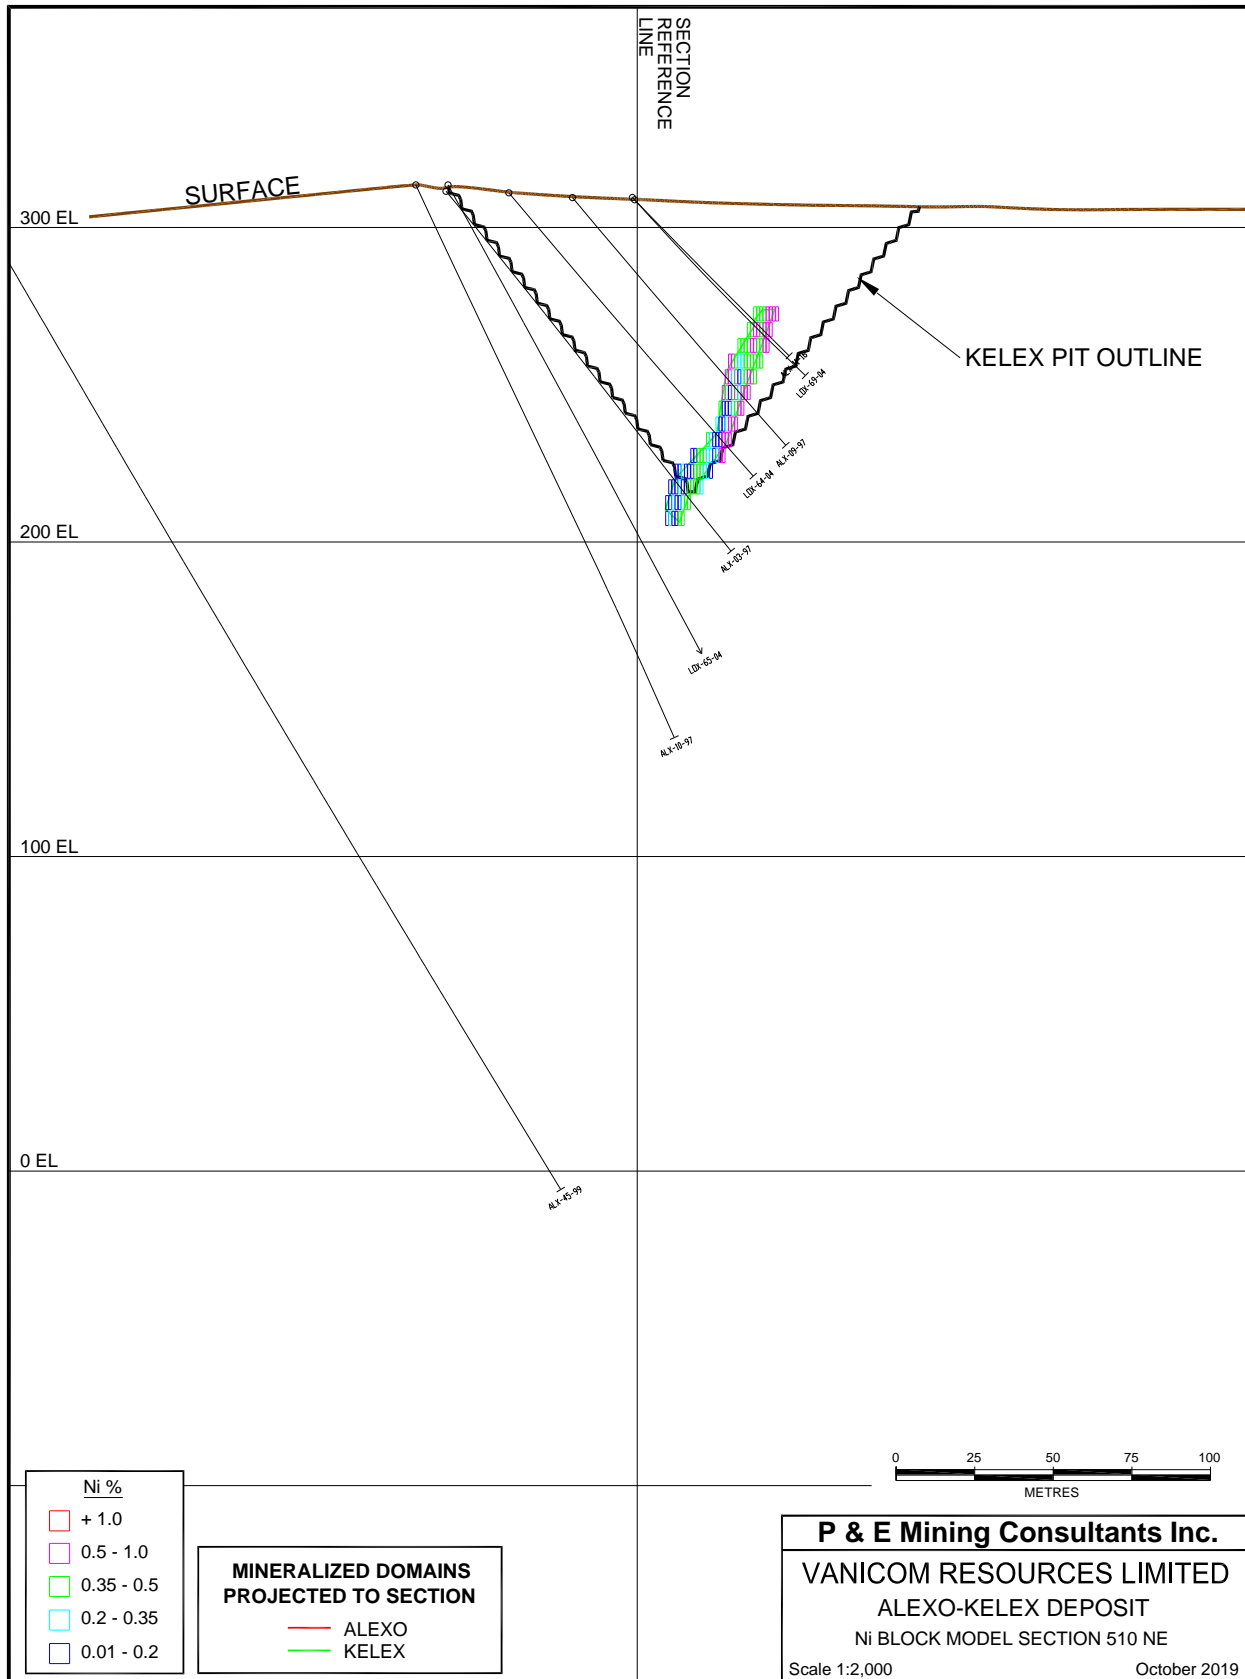 SECTION
REFERENCE
LINE
SURFACE
300 EL
KELEX PIT OUTLINE
LOX-69-04
ALX-09-97
LOX-64-04
200 EL
ALX-03-97
LOX-65-04
ALX-10-97
100 EL
0 EL
ALX-45-99
0 25 50 75 100
METRES
Ni %
+ 1.0
0.5 - 1.0
0.35 - 0.5
0.2 - 0.35
0.01 - 0.2
MINERALIZED DOMAINS
PROJECTED TO SECTION
ALEXO
KELEX
P & E Mining Consultants Inc.
VANICOM RESOURCES LIMITED
ALEXO-KELEX DEPOSIT
Ni BLOCK MODEL SECTION 510 NE
Scale 1:2,000 October 2019